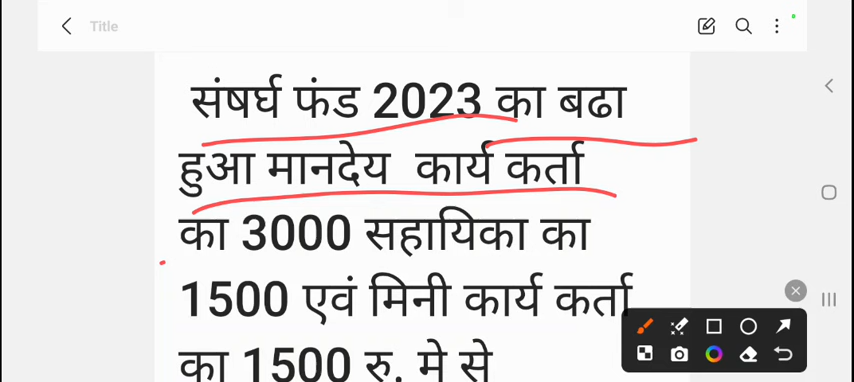 Title
संषर्घ फंड 2023 का बढा
हुआ मानदेय कार्य कर्ता
का 3000 सहायिका का
1500 एवं मिनी कार्य कर्ता
का 1500 रु. मे से